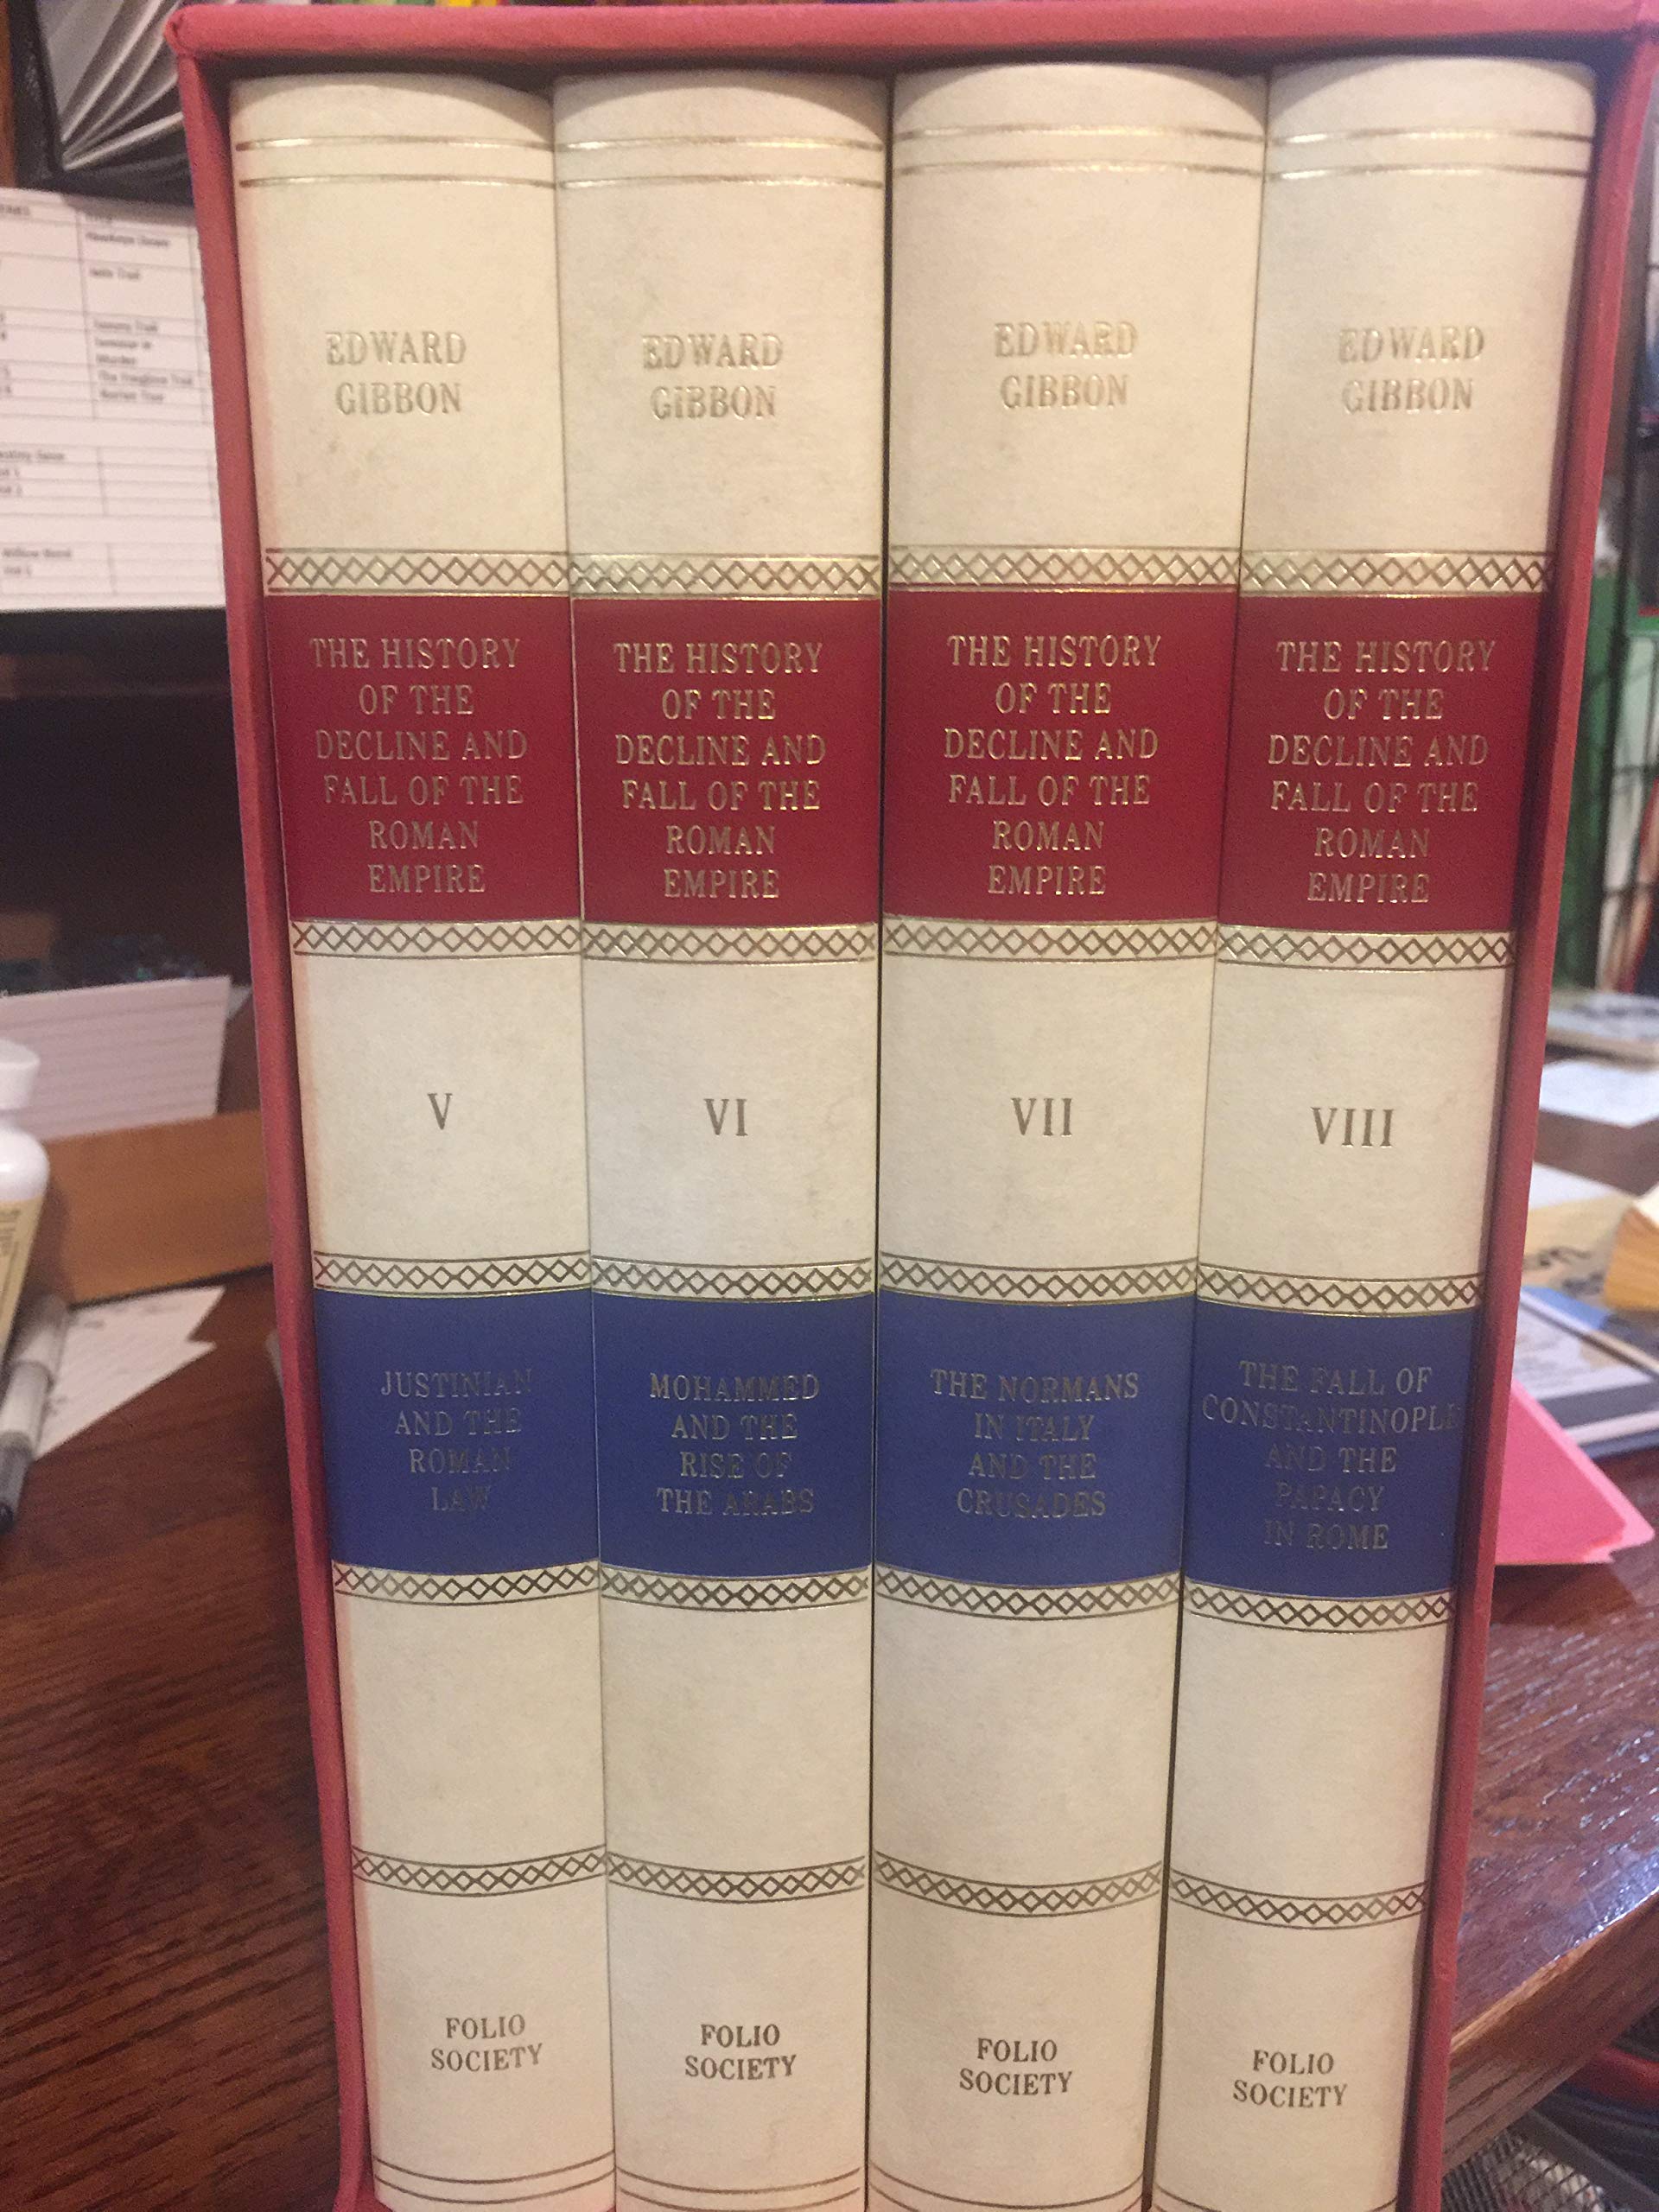 EDWARD
GIBBON
THE HISTORY
OF THE
DECLINE AND
FALL OF THE
ROMAN
EMPIRE
V
JUSTINIAN
AND THE
ROMAN
LAW
FOLIO
SOCIETY
EDWARD
GIBBON
THE HISTORY
OF THE
DECLINE AND
FALL OF THE
ROMAN
EMPIRE
VI
MOHAMMED
AND THE
RISE OF
THE ARABS
FOLIO
SOCIETY
EDWARD
GIBBON
THE HISTORY
OF THE
DECLINE AND
FALL OF THE
ROMAN
EMPIRE
VII
THE NORMANS
IN ITALY
AND THE
CRUSADES
FOLIO
SOCIETY
EDWARD
GIBBON
THE HISTORY
OF THE
DECLINE AND
FALL OF THE
ROMAN
EMPIRE
VIII
THE FALL OF
CONSTANTINOPLE
AND THE
PAPACY
IN ROME
FOLIO
SOCIETY